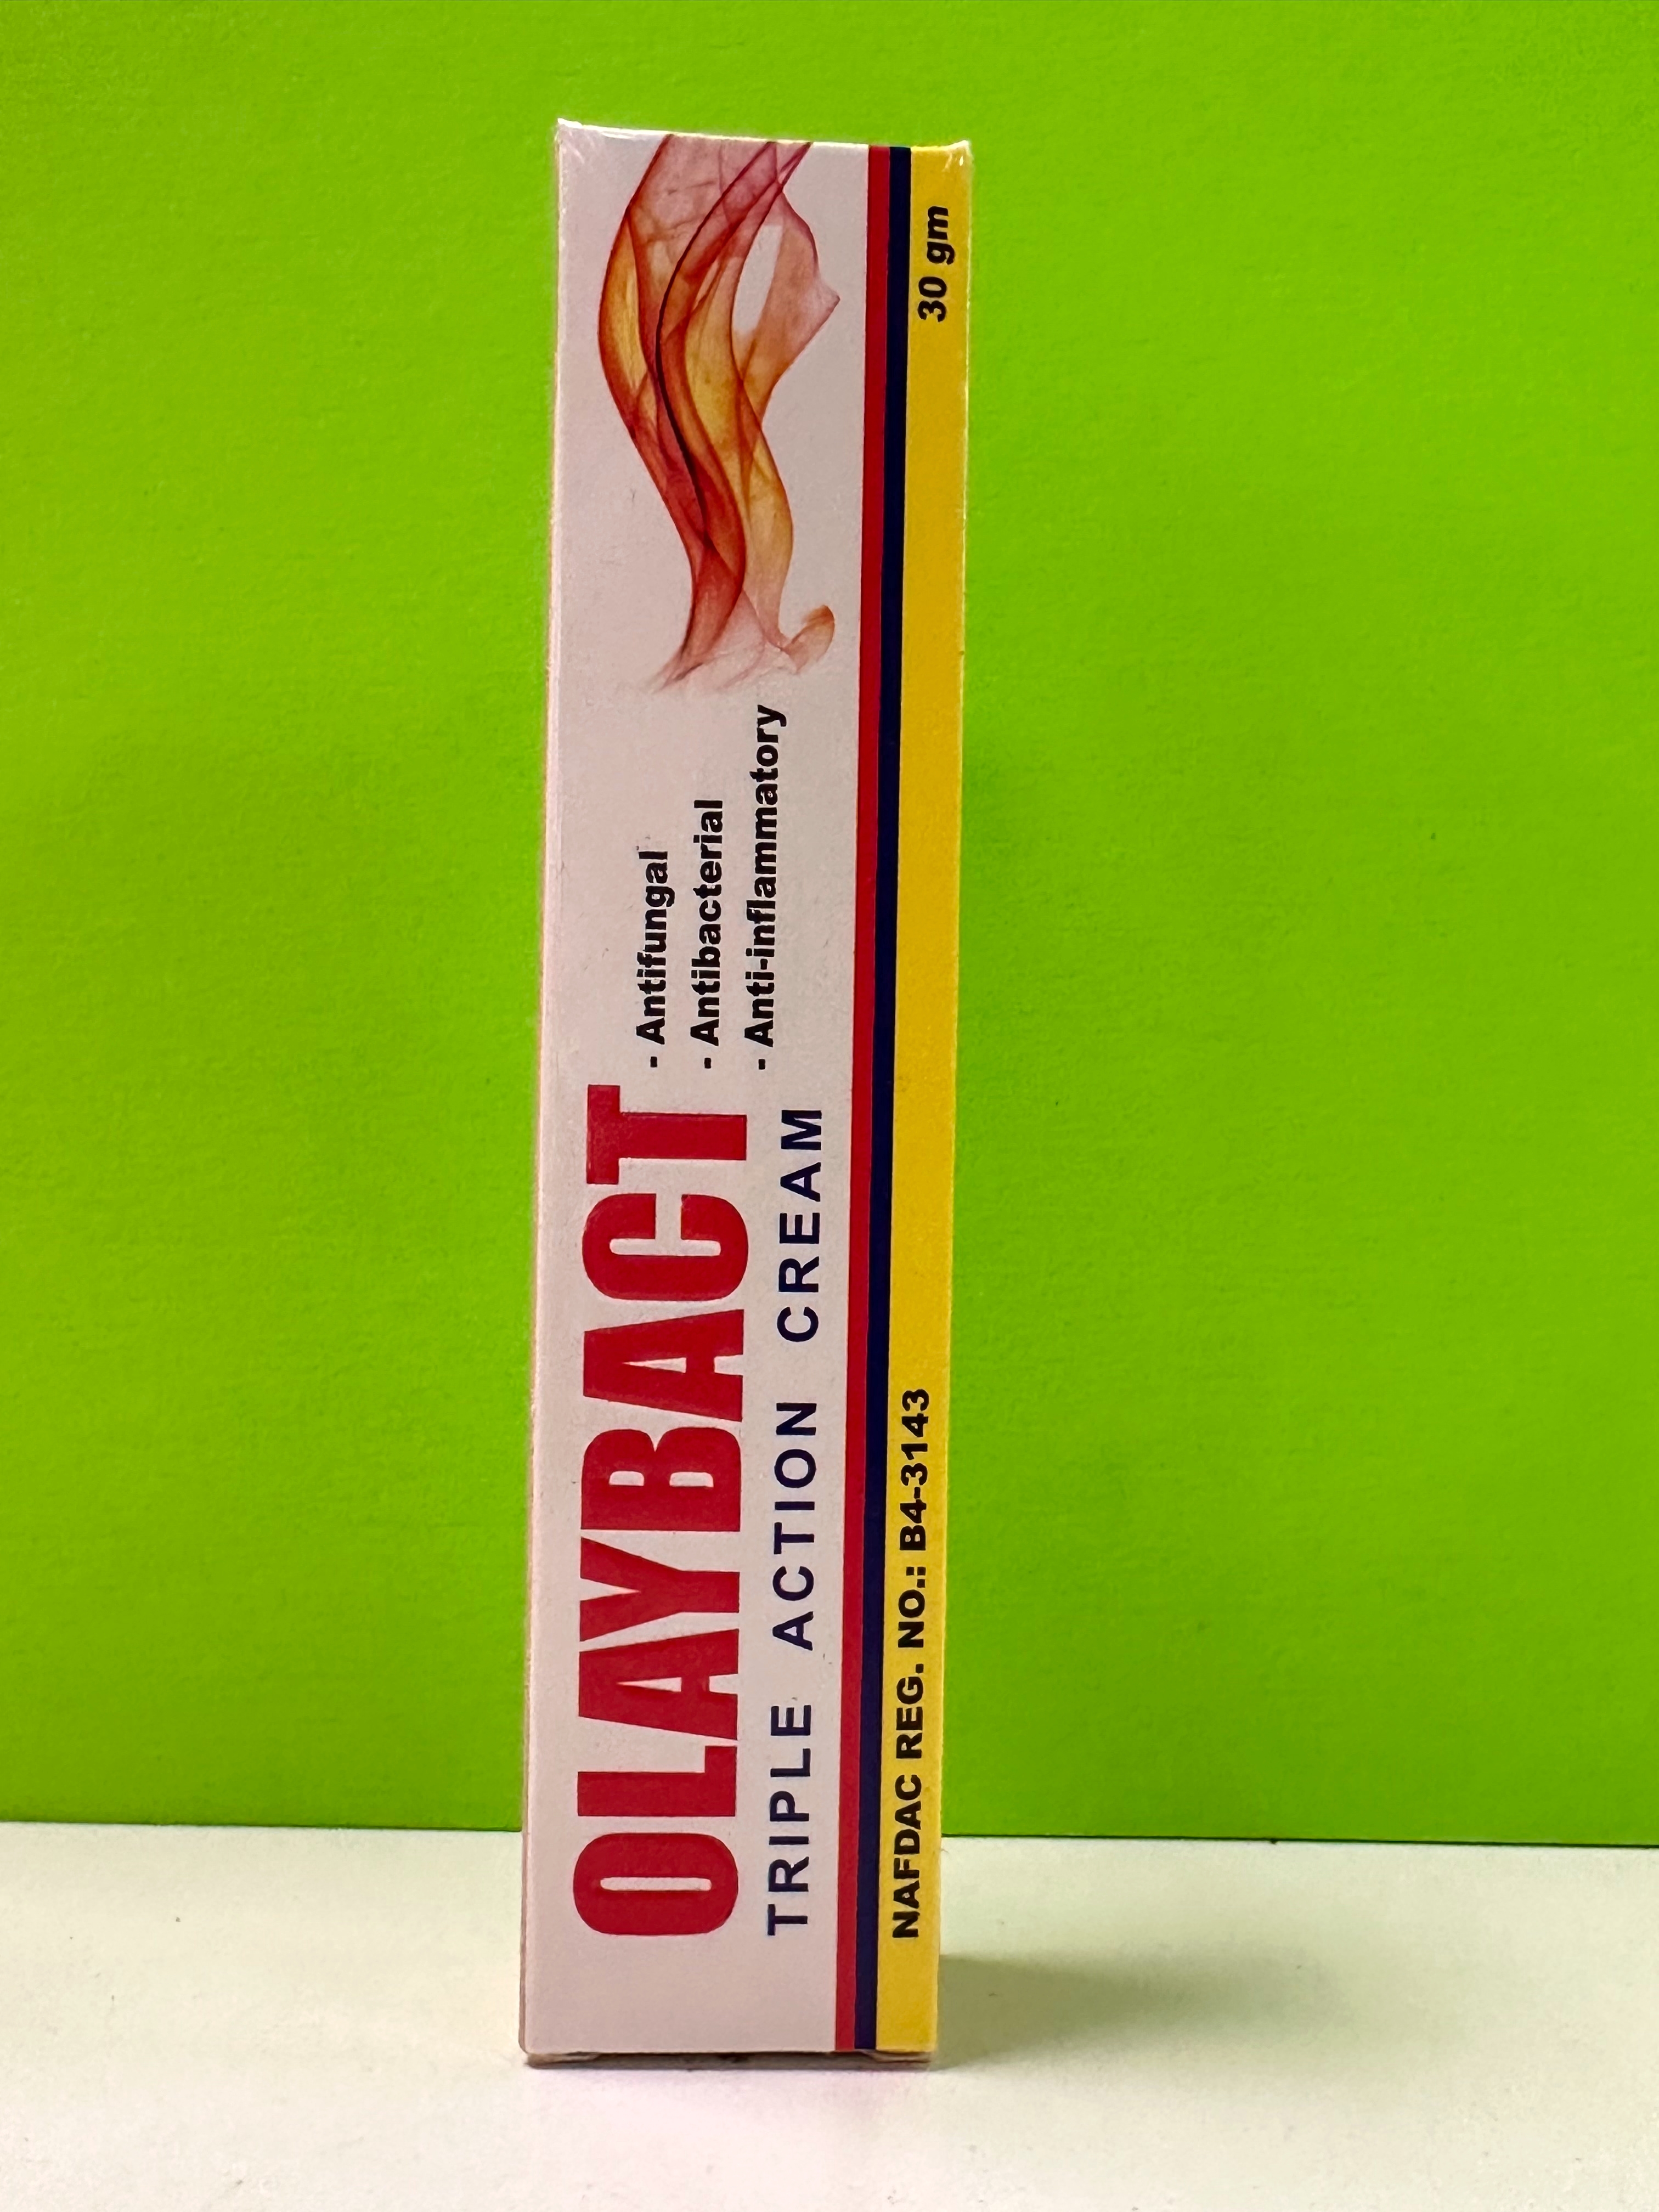 OLAYBACT
TRIPLE ACTION CREAM
- Antifungal
- Antibacterial
- Anti-inflammatory
NAFDAC REG. NO.: B4-3143
30 gm